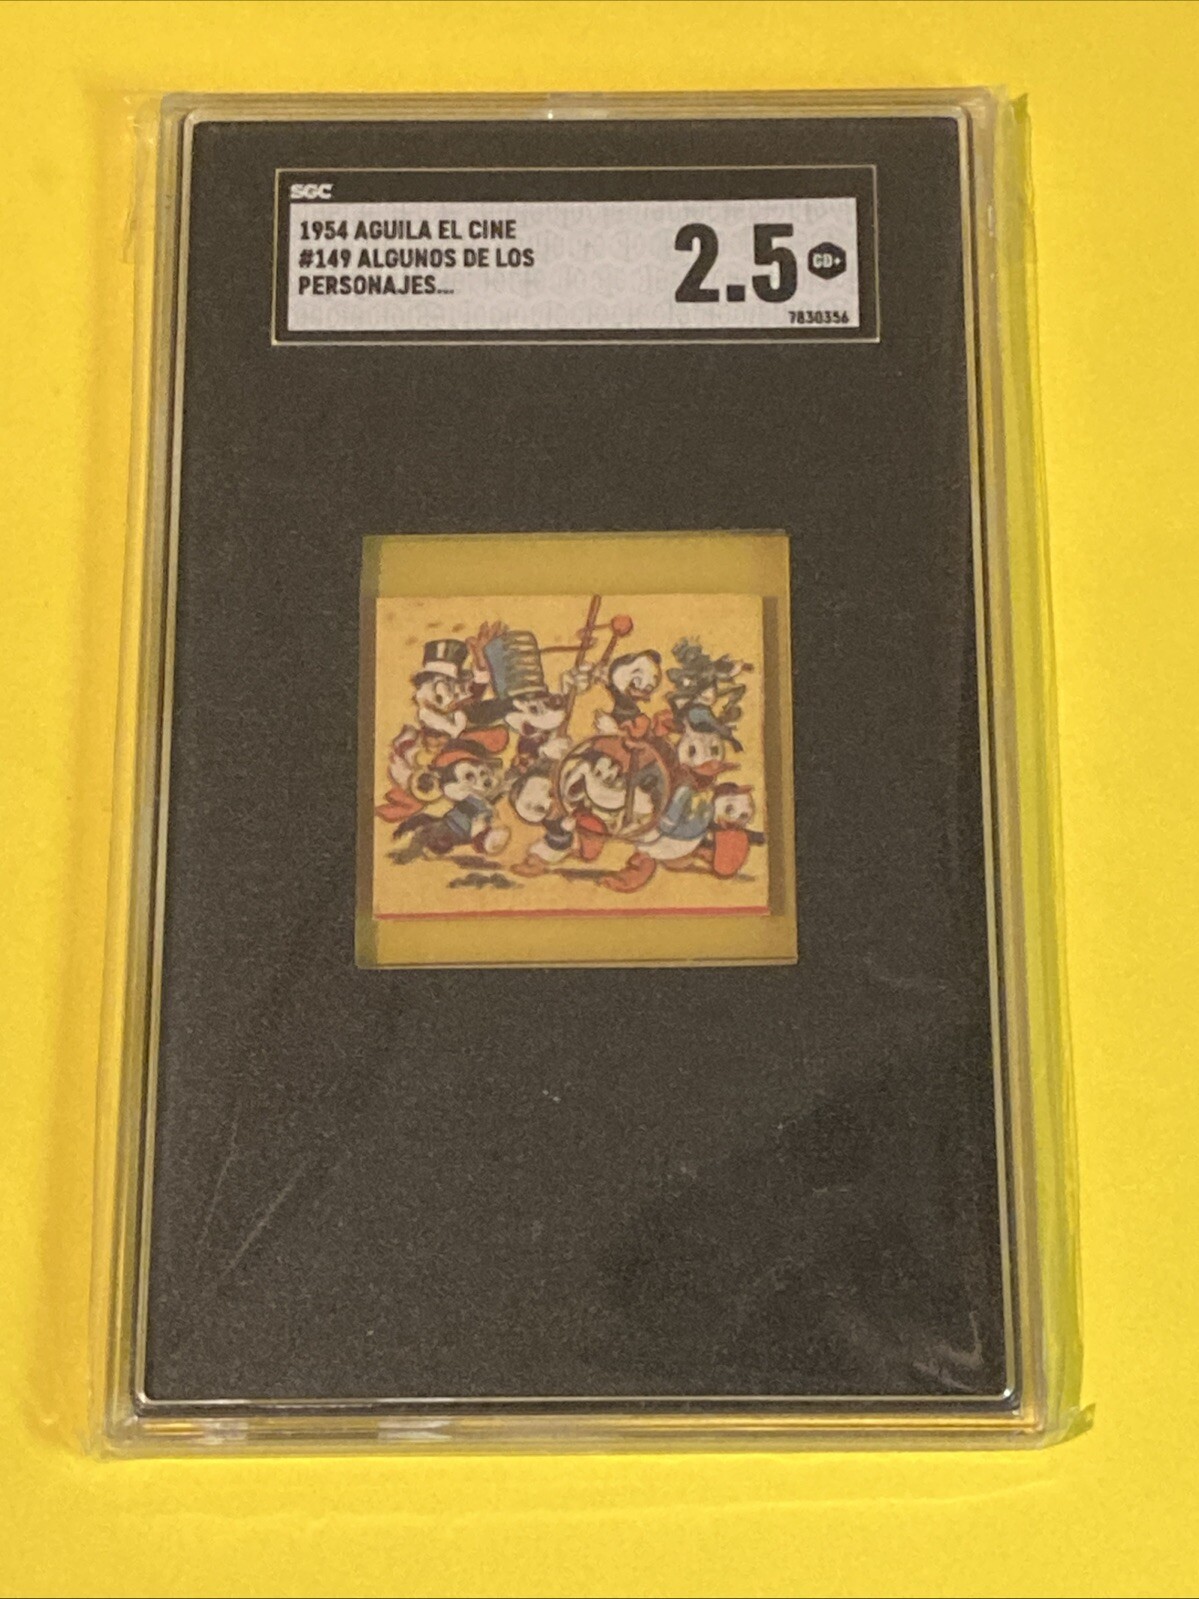 SGC
1954 AGUILA EL CINE
#149 ALGUNOS DE LOS
PERSONAJES...
2.5
GD+
7830356